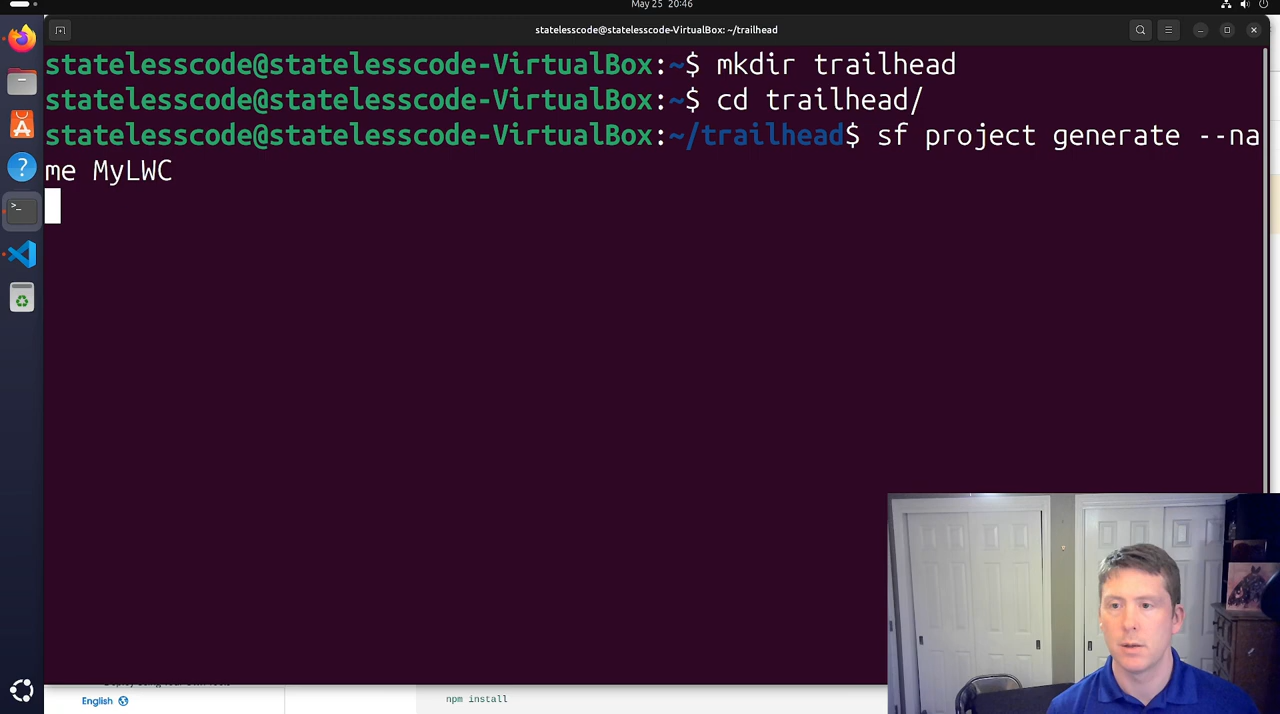 May 25 20:46
statelesscode@statelesscode-VirtualBox: ~/trailhead
statelesscode@statelesscode-VirtualBox:~$ mkdir trailhead
statelesscode@statelesscode-VirtualBox:~$ cd trailhead/
statelesscode@statelesscode-VirtualBox:~/trailhead$ sf project generate --na
me MyLWC
English
npm install